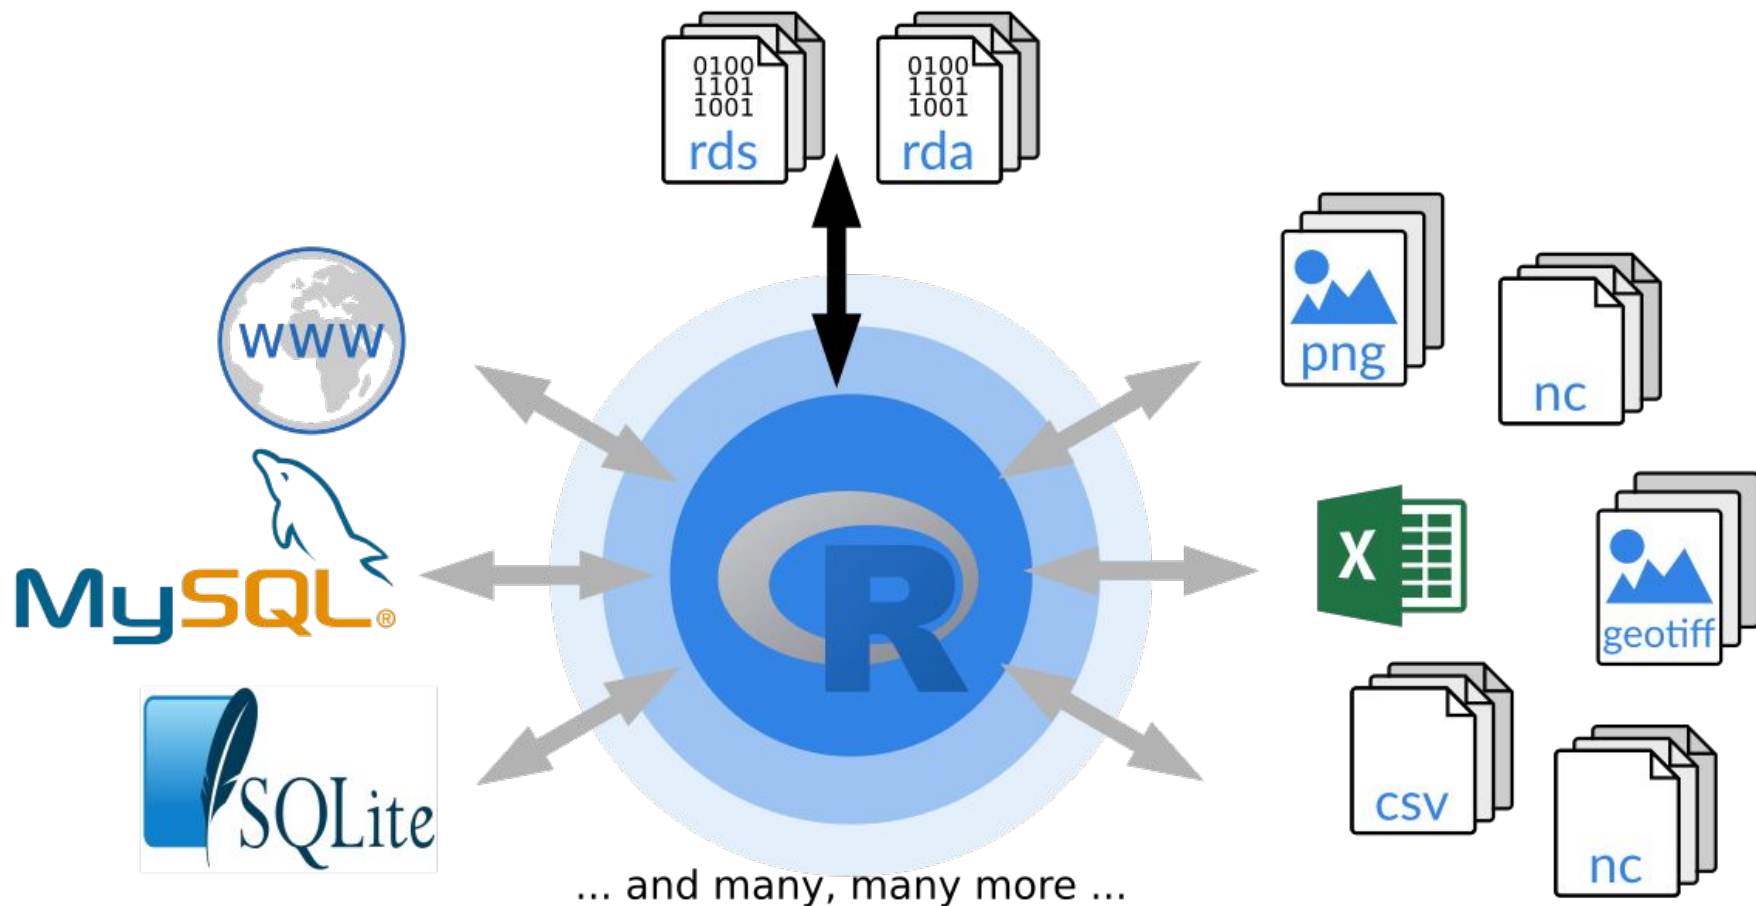 0100
1101
1001
rds
0100
1101
1001
rda
www
png
nc
MySQL®
R
X
geotiff
SQLite
csv
nc
... and many, many more ...